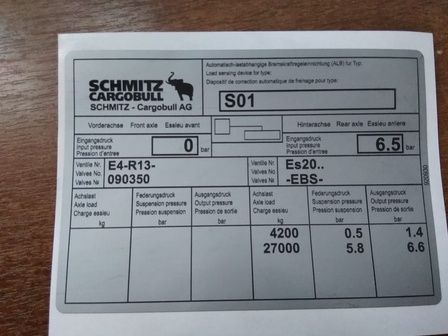 SCHMITZ
CARGOBULL
SCHMITZ - Cargobull AG
Automatisch-lastabhängige Bremskraftregeleinrichtung (ALB) für Typ:
Load sensing device for type:
Dispositif de correction automatique de freinage pour type:
S01
Vorderachse Front axle Essieu avant
Hinterachse Rear axle Essieu arriere
Eingangsdruck
Input pressure
Pression d'entree
0 bar
Eingangsdruck
Input pressure
Pression d'entree
6.5 bar
Ventile Nr.
Valves No.
Valves №
E4-R13-
090350
Ventile Nr.
Valves No.
Valves №
Es20..
-EBS-
Achslast
Axle load
Charge essieu
kg
Federungsdruck
Suspension pressure
Pression suspension
bar
Ausgangsdruck
Output pressure
Pression de sortie
bar
Achslast
Axle load
Charge essieu
kg
Federungsdruck
Suspension pressure
Pression suspension
bar
Ausgangsdruck
Output pressure
Pression de sortie
bar
4200 0.5 1.4
27000 5.8 6.6